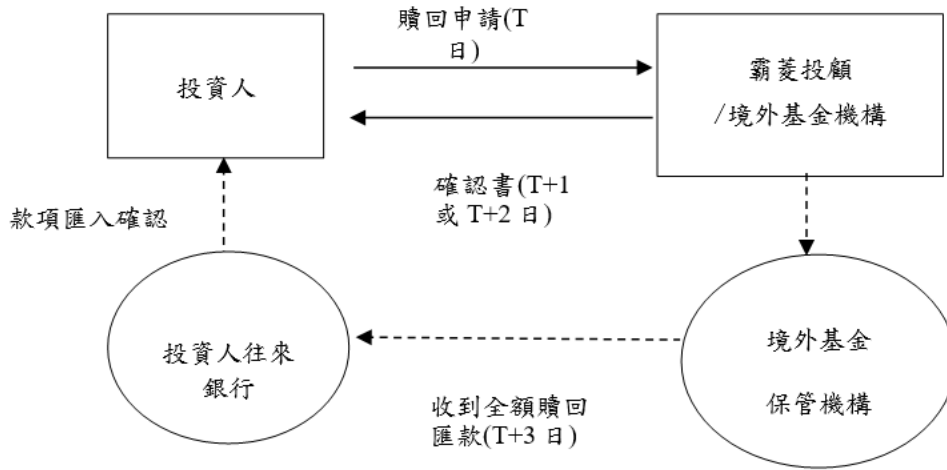 贖回申請(T
日)
投資人
霸菱投顧
/境外基金機構
確認書(T+1
或 T+2 日)
款項匯入確認
投資人往來
銀行
境外基金
保管機構
收到全額贖回
匯款(T+3 日)